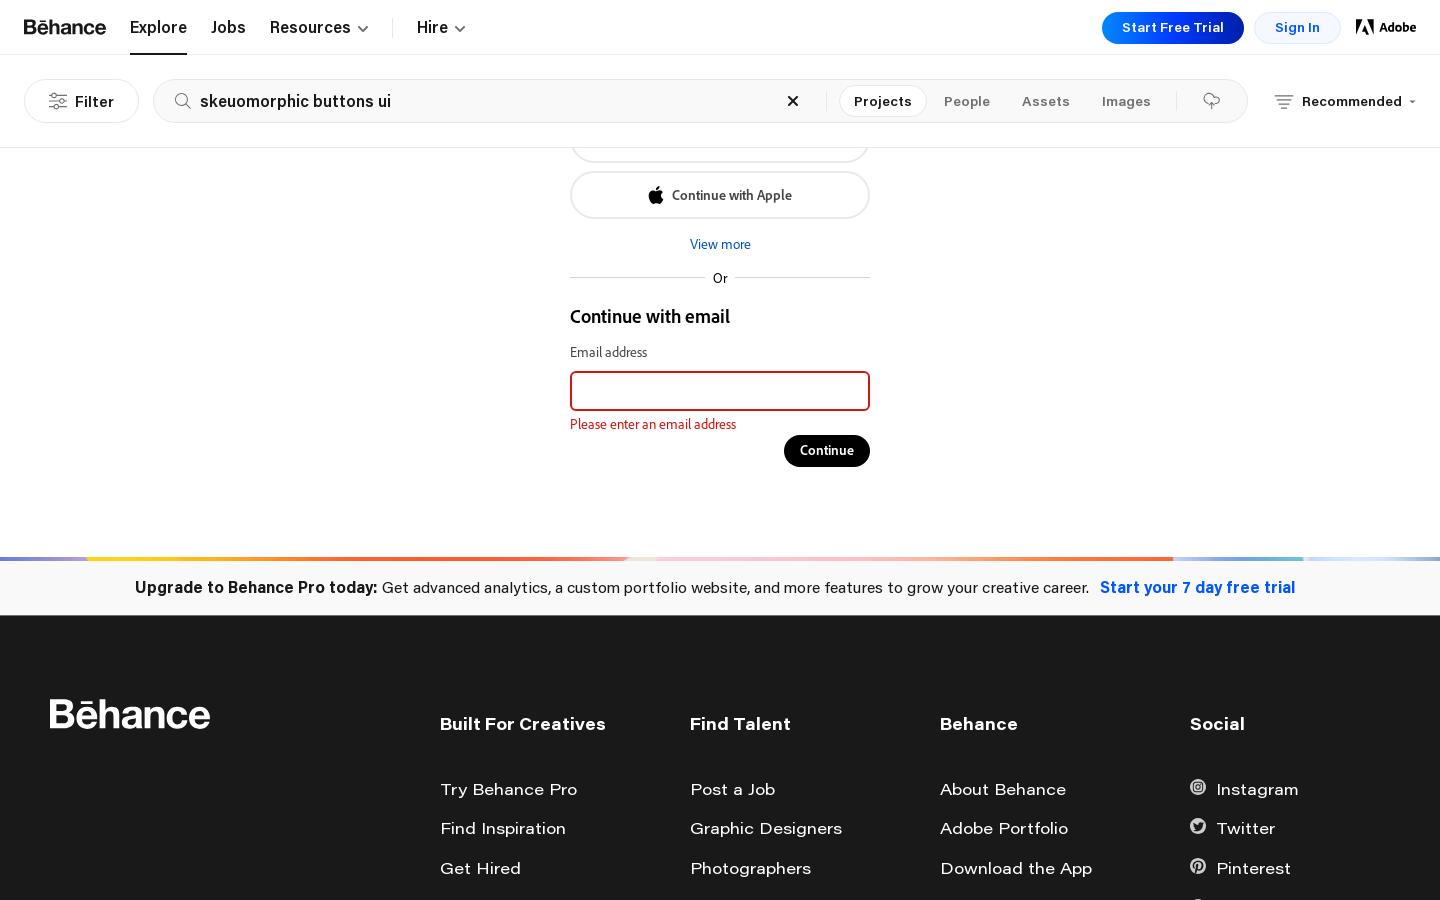 Bēhance Explore Jobs Resources Hire Start Free Trial Sign In Adobe
Filter skeuomorphic buttons ui Projects People Assets Images Recommended
Continue with Apple
View more
Or
Continue with email
Email address
Please enter an email address
Continue
Upgrade to Behance Pro today: Get advanced analytics, a custom portfolio website, and more features to grow your creative career. Start your 7 day free trial
Bēhance
Built For Creatives
Try Behance Pro
Find Inspiration
Get Hired
Find Talent
Post a Job
Graphic Designers
Photographers
Behance
About Behance
Adobe Portfolio
Download the App
Social
Instagram
Twitter
Pinterest